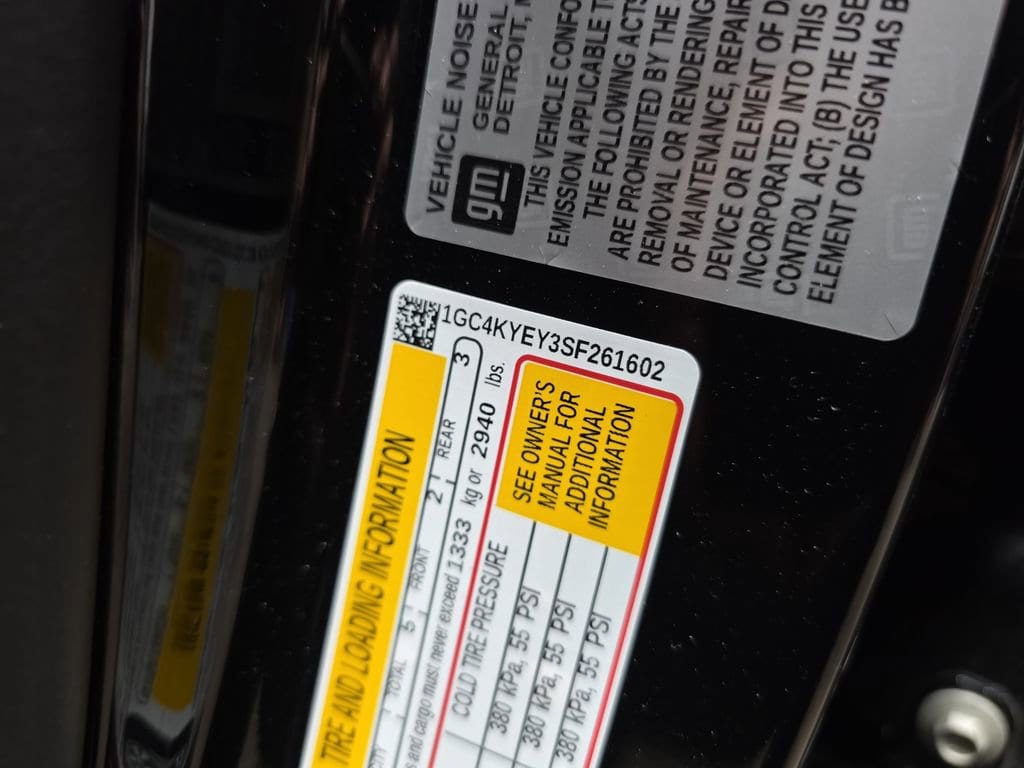 VEHICLE NOISE
GENERAL
DETROIT,
gm
THIS VEHICLE CONFO
EMISSION APPLICABLE T
THE FOLLOWING ACTS
ARE PROHIBITED BY THE
REMOVAL OR RENDERING
OF MAINTENANCE, REPAIR
DEVICE OR ELEMENT OF D
INCORPORATED INTO THIS
CONTROL ACT; (B) THE USE
ELEMENT OF DESIGN HAS B
1GC4KYEY3SF261602
TIRE AND LOADING INFORMATION
TOTAL 5 FRONT 2 REAR 3
s and cargo must never exceed 1333 kg or 2940 lbs.
COLD TIRE PRESSURE
380 kPa, 55 PSI
380 kPa, 55 PSI
380 kPa, 55 PSI
SEE OWNER'S
MANUAL FOR
ADDITIONAL
INFORMATION